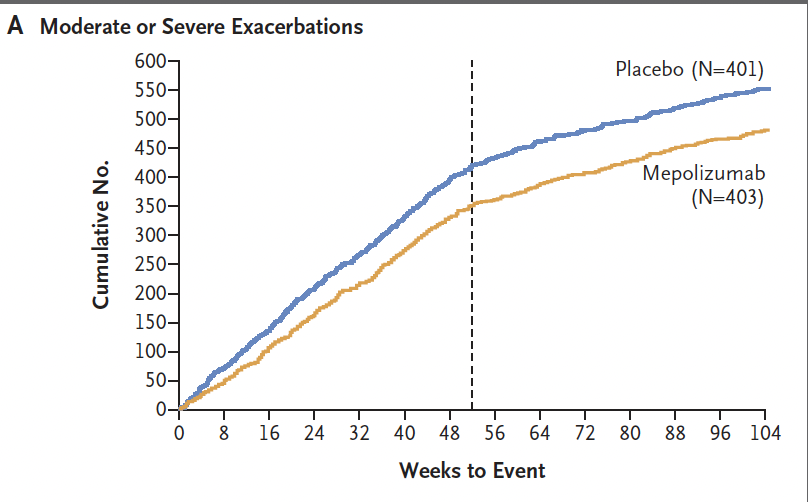 A Moderate or Severe Exacerbations
600
550
500
450
400
350
300
250
200
150
100
50
0
Cumulative No.
Placebo (N=401)
Mepolizumab
(N=403)
0 8 16 24 32 40 48 56 64 72 80 88 96 104
Weeks to Event